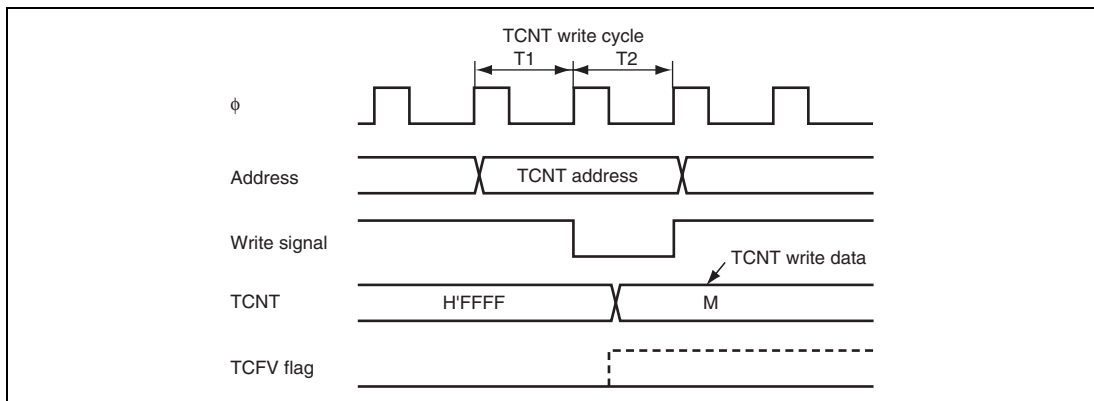 TCNT write cycle
T1 T2
ϕ
Address TCNT address
Write signal
TCNT write data
TCNT H'FFFF M
TCFV flag